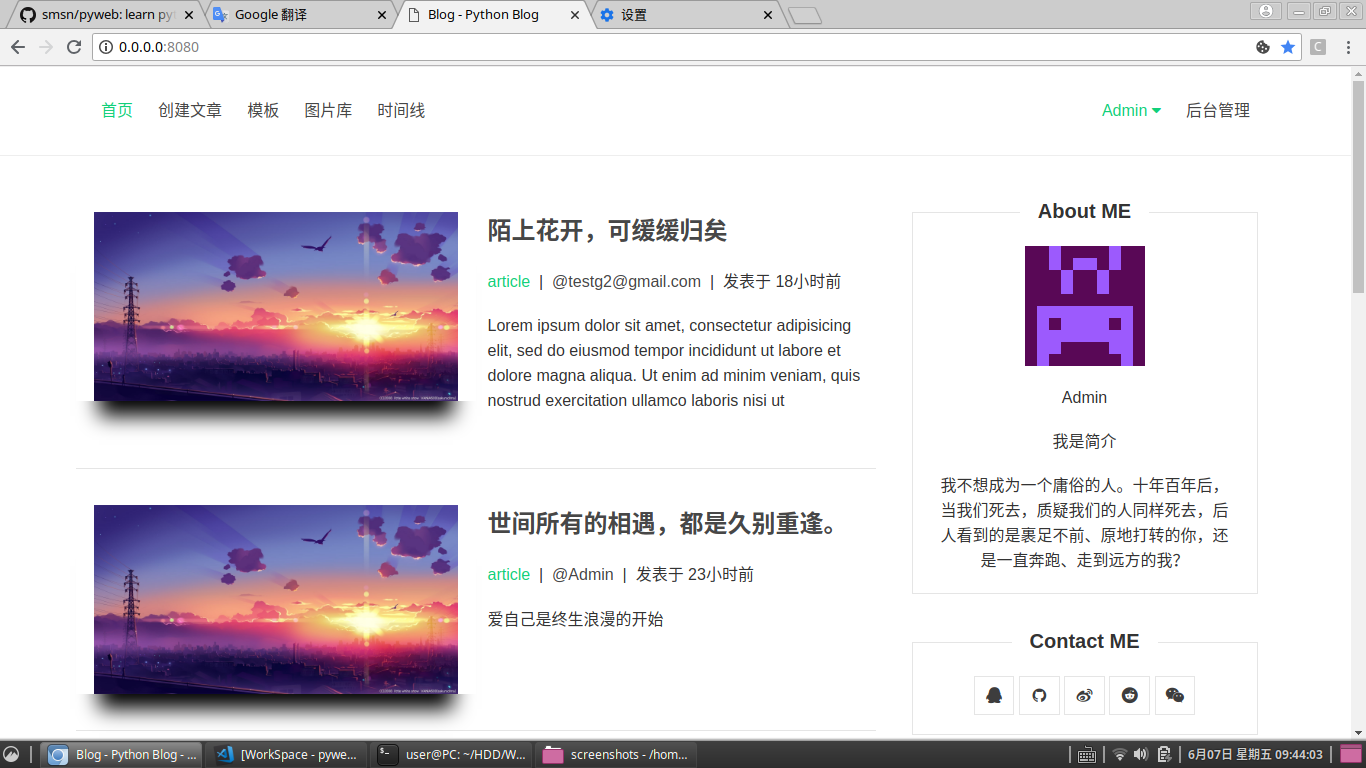 smsn/pyweb: learn pyt
Google 翻译
Blog - Python Blog
设置
0.0.0.0:8080
C
首页 创建文章 模板 图片库 时间线 Admin 后台管理
陌上花开，可缓缓归矣
article | @testg2@gmail.com | 发表于 18小时前
Lorem ipsum dolor sit amet, consectetur adipisicing
elit, sed do eiusmod tempor incididunt ut labore et
dolore magna aliqua. Ut enim ad minim veniam, quis
nostrud exercitation ullamco laboris nisi ut
世间所有的相遇，都是久别重逢。
article | @Admin | 发表于 23小时前
爱自己是终生浪漫的开始
About ME
Admin
我是简介
我不想成为一个庸俗的人。十年百年后，
当我们死去，质疑我们的人同样死去，后
人看到的是裹足不前、原地打转的你，还
是一直奔跑、走到远方的我？
Contact ME
Blog - Python Blog - ...
[WorkSpace - pywe...
user@PC: ~/HDD/W...
screenshots - /hom...
6月07日 星期五 09:44:03